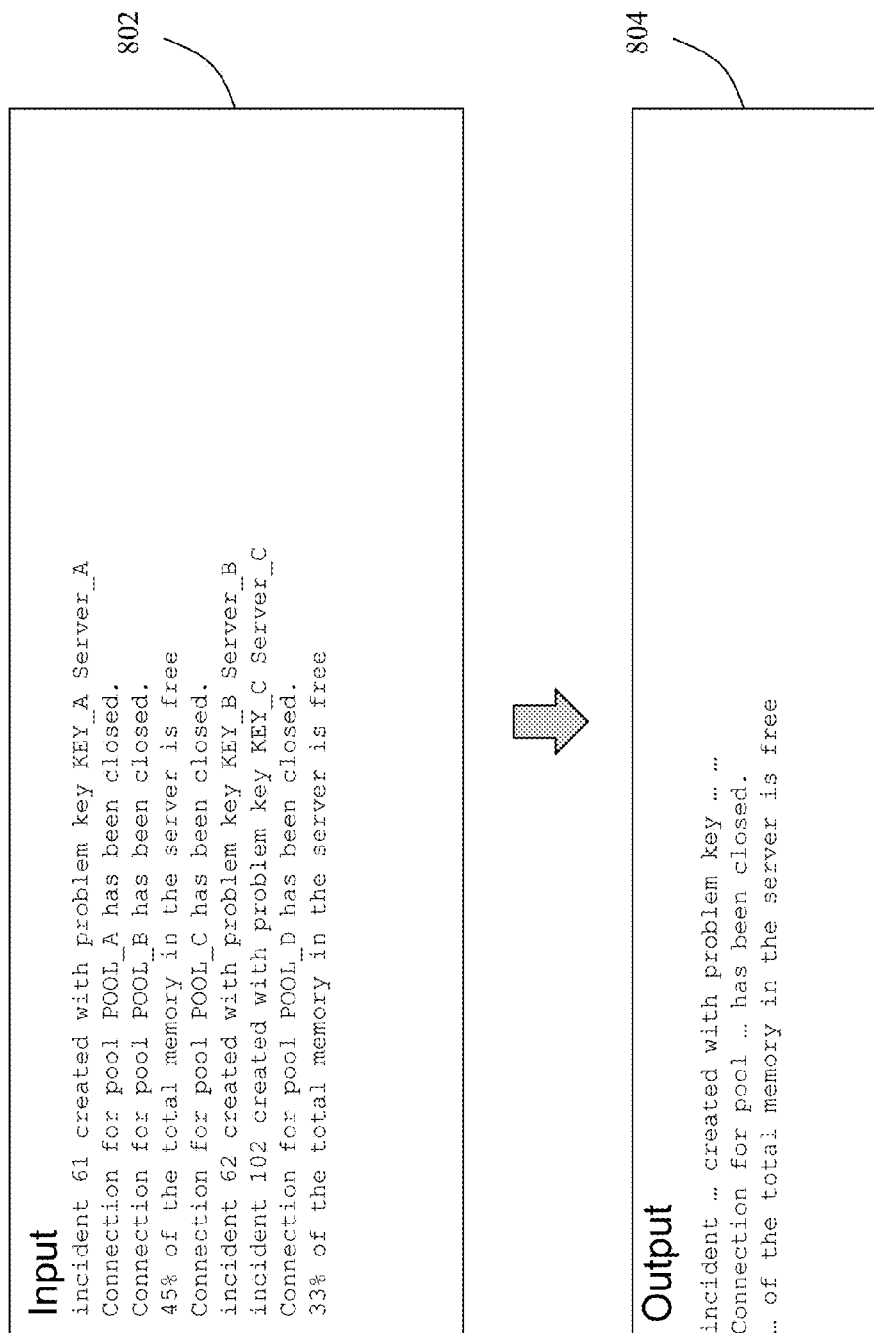 802
Input
incident 61 created with problem key KEY_A Server_A
Connection for pool POOL_A has been closed.
Connection for pool POOL_B has been closed.
45% of the total memory in the server is free
Connection for pool POOL_C has been closed.
incident 62 created with problem key KEY_B Server_B
incident 102 created with problem key KEY_C Server_C
Connection for pool POOL_D has been closed.
33% of the total memory in the server is free
804
Output
incident … created with problem key … …
Connection for pool … has been closed.
… of the total memory in the server is free